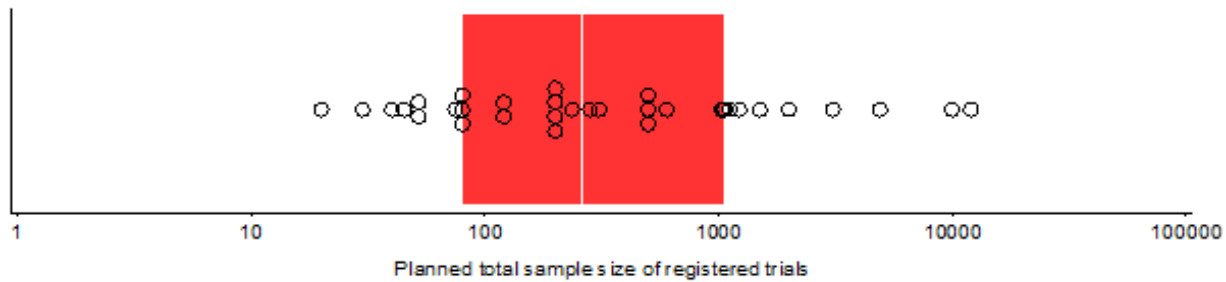 1 10 100 1000 10000 100000
Planned total sample size of registered trials